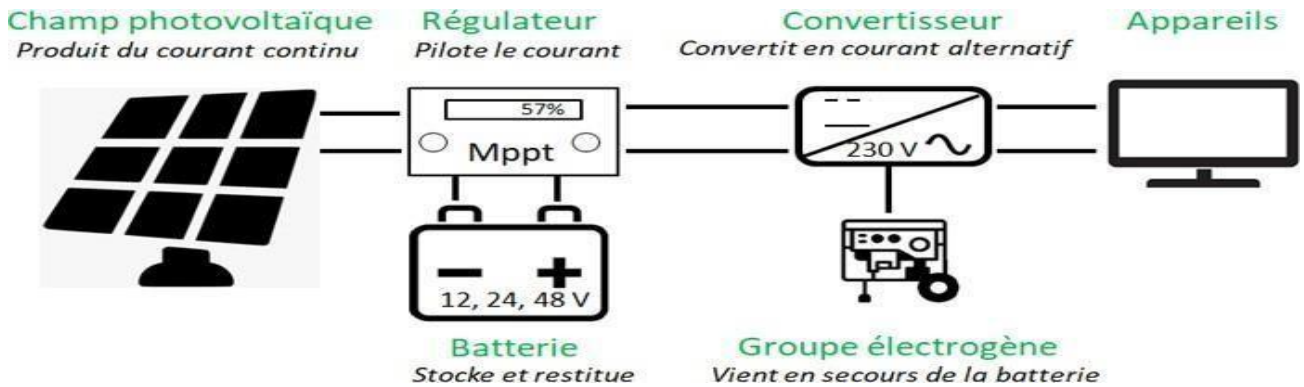 Champ photovoltaïque
Produit du courant continu
Régulateur
Pilote le courant
Convertisseur
Convertit en courant alternatif
Appareils
57%
Mppt
230 V
12, 24, 48 V
Batterie
Stocke et restitue
Groupe électrogène
Vient en secours de la batterie